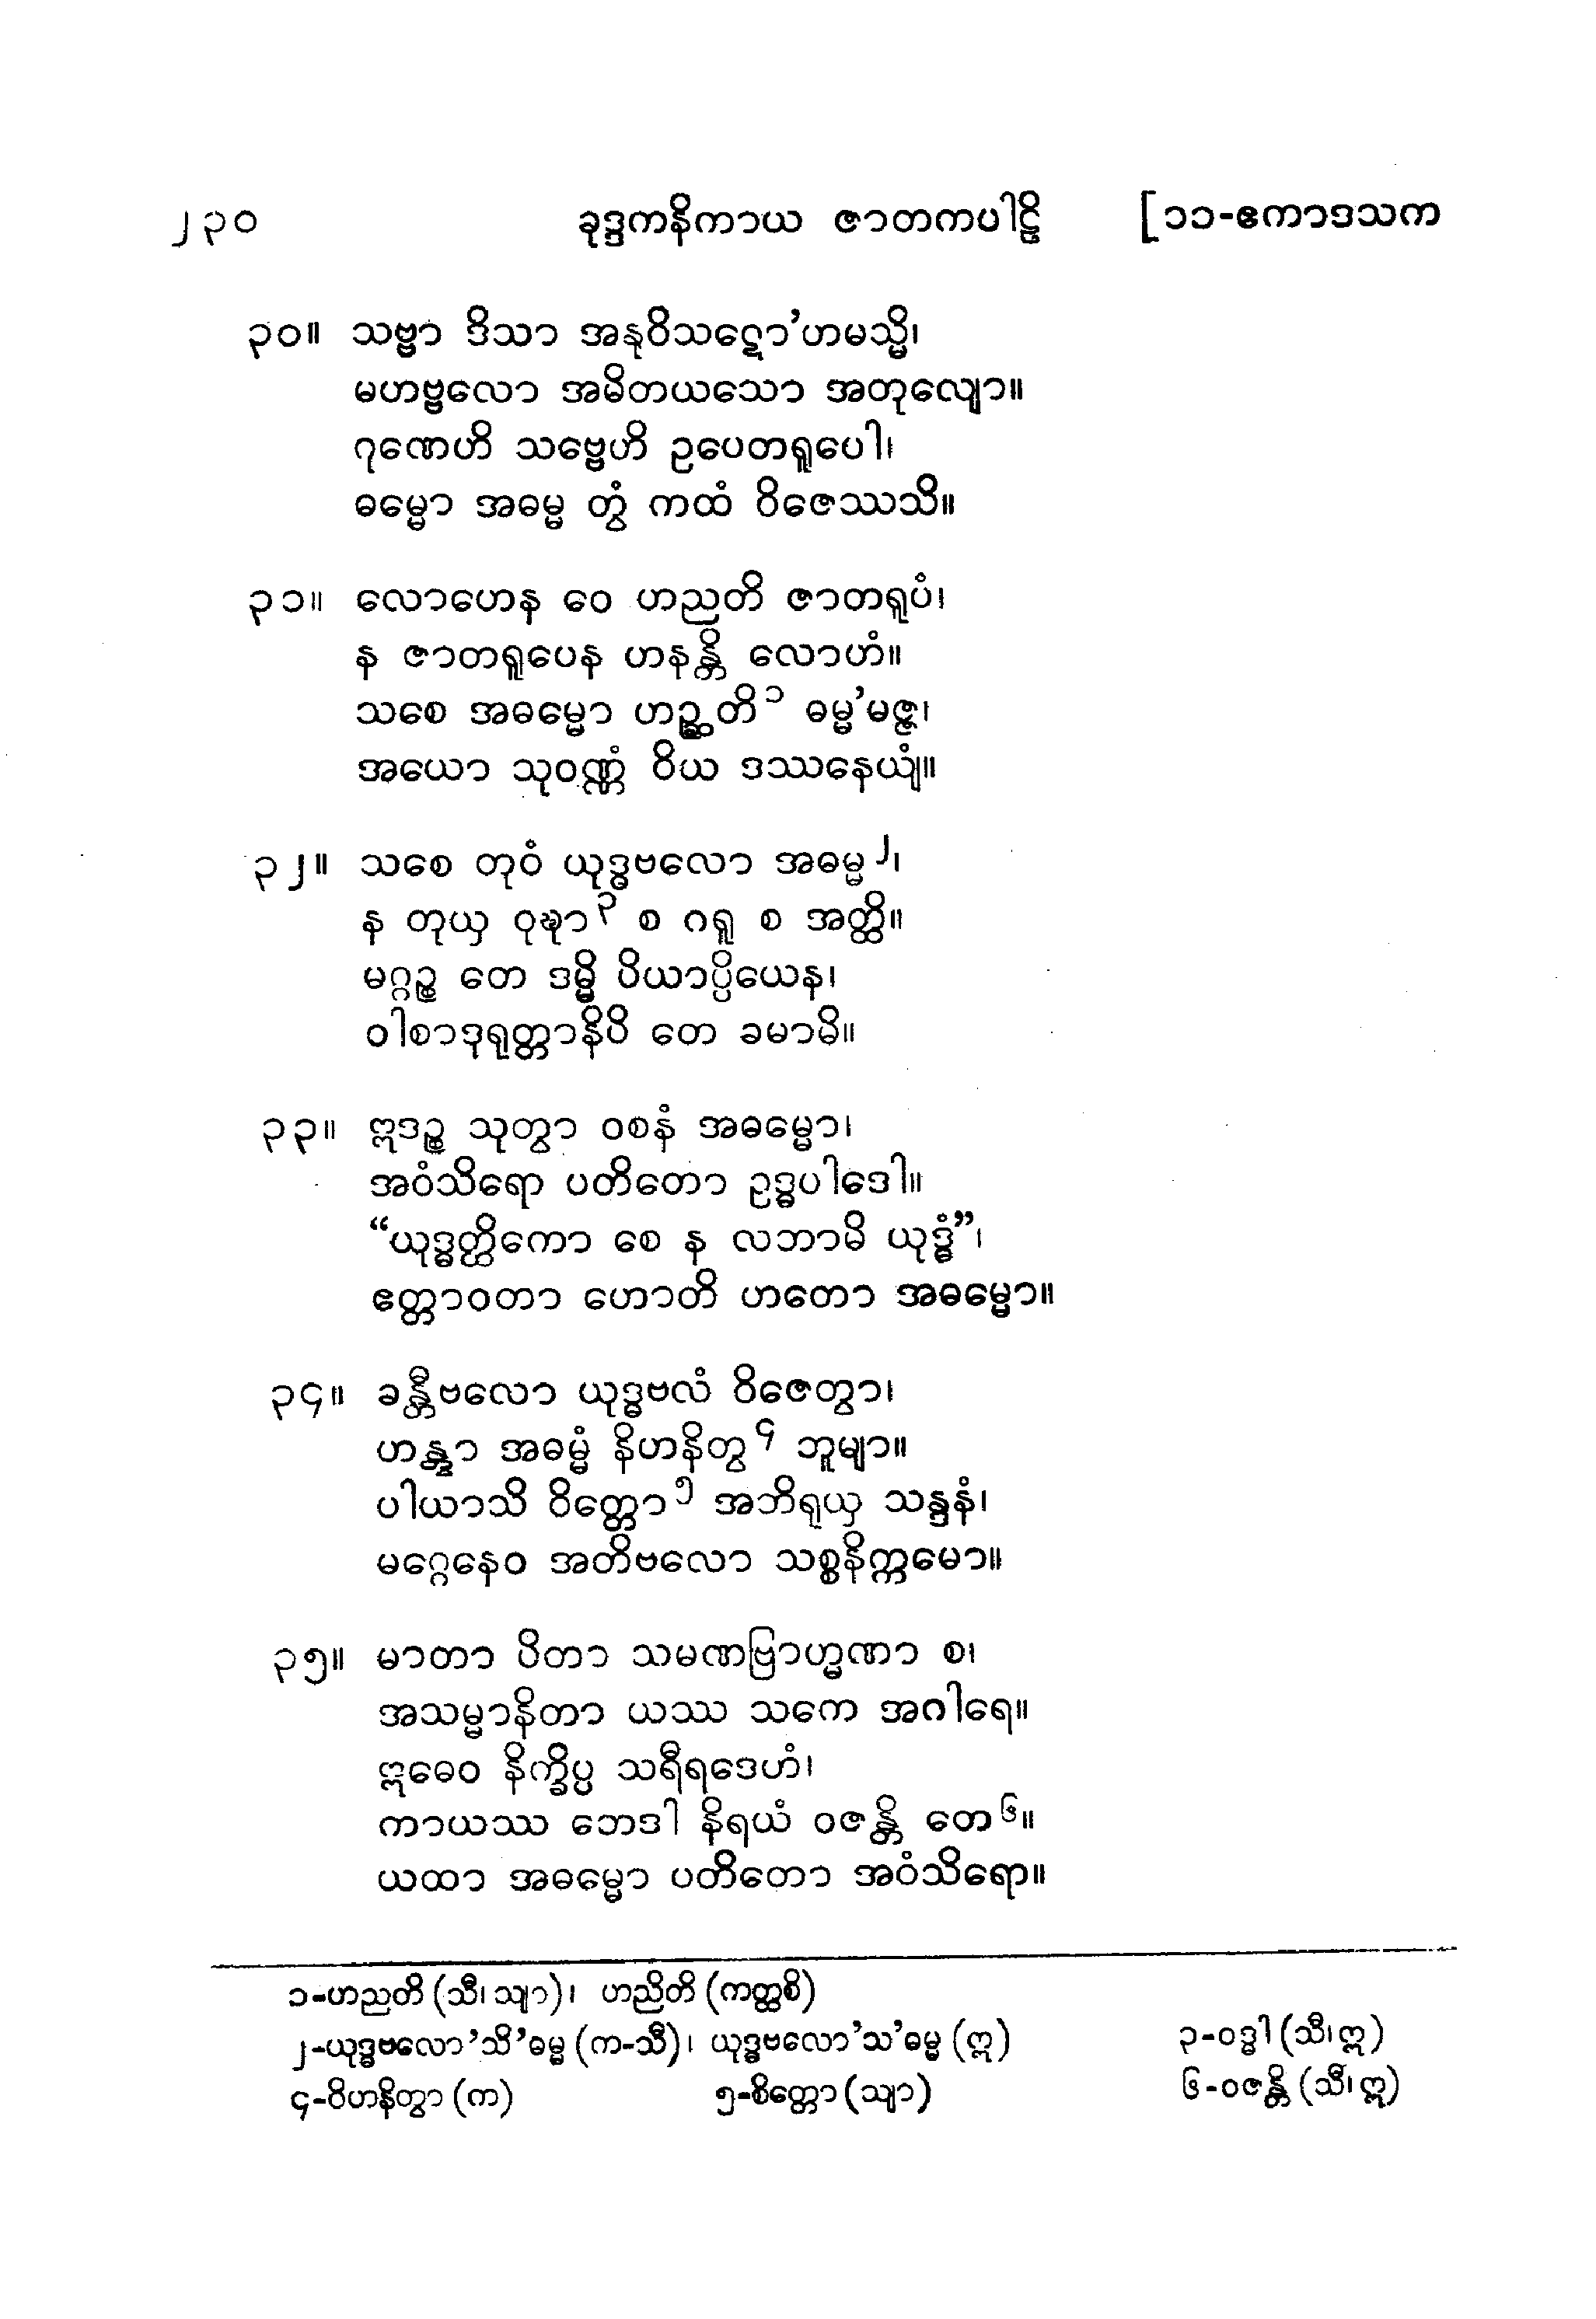 ၂၃၀ ခုဒ္ဒကနိကာယ ဇာတကပါဠိ [၁၁-ဧကာဒသက
၃၀။ သဗ္ဗာ ဒိသာ အနုဝိသဋ္ဋော'ဟမသ္မိ၊
မဟဗ္ဗလော အမိတယသော အတုလျော။
ဂုဏေဟိ သဗ္ဗေဟိ ဥပေတရူပေါ၊
ဓမ္မော အဓမ္မ တွံ ကထံ ဝိဇေဿသိ။
၃၁။ လောဟေန ဝေ ဟညတိ ဇာတရူပံ၊
န ဇာတရူပေန ဟနန္တိ လောဟံ။
သစေ အဓမ္မော ဟဉ္ဆတိ၁ ဓမ္မ'မဇ္ဇ၊
အယော သုဝဏ္ဏံ ဝိယ ဒဿနေယျံ။
၃၂။ သစေ တုဝံ ယုဒ္ဓဗလော အဓမ္မ၂၊
န တုယှ ဝုဍ္ဎာ၃ စ ဂရူ စ အတ္ထိ။
မဂ္ဂဉ္စ တေ ဒမ္မိ ပိယာပ္ပိယေန၊
ဝါစာဒုရုတ္တာနိပိ တေ ခမာမိ။
၃၃။ ဣဒဉ္စ သုတွာ ဝစနံ အဓမ္မော၊
အဝံသိရော ပတိတော ဥဒ္ဓပါဒေါ။
“ယုဒ္ဓတ္ထိကော စေ န လဘာမိ ယုဒ္ဓံ”၊
ဧတ္တာဝတာ ဟောတိ ဟတော အဓမ္မော။
၃၄။ ခန္တီဗလော ယုဒ္ဓဗလံ ဝိဇေတွာ၊
ဟန္တွာ အဓမ္မံ နိဟနိတွ၄ ဘူမျာ။
ပါယာသိ ဝိတ္တော၅ အဘိရုယှ သန္ဒနံ၊
မဂ္ဂေနေဝ အတိဗလော သစ္စနိက္ကမော။
၃၅။ မာတာ ပိတာ သမဏဗြာဟ္မဏာ စ၊
အသမ္မာနိတာ ယဿ သကေ အဂါရေ။
ဣဓေဝ နိက္ခိပ္ပ သရီရဒေဟံ၊
ကာယဿ ဘေဒါ နိရယံ ဝဇန္တိ တေ၆။
ယထာ အဓမ္မော ပတိတော အဝံသိရော။
၁-ဟညတိ (သီ၊ သျာ)၊ ဟညိတိ (ကတ္ထစိ)
၂-ယုဒ္ဓဗလော'သိ'ဓမ္မ (က-သီ)၊ ယုဒ္ဓဗလော'သ'ဓမ္မ (ဣ) ၃-ဝဒ္ဓါ (သီ၊ ဣ)
၄-ဝိဟနိတွာ (က) ၅-စိတ္တော (သျာ) ၆-ဝဇန္တိ (သီ၊ ဣ)